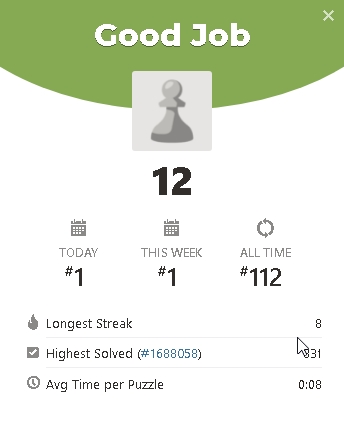 Good Job
12
TODAY THIS WEEK ALL TIME
#1 #1 #112
Longest Streak 8
Highest Solved (#1688058)
Avg Time per Puzzle 0:08